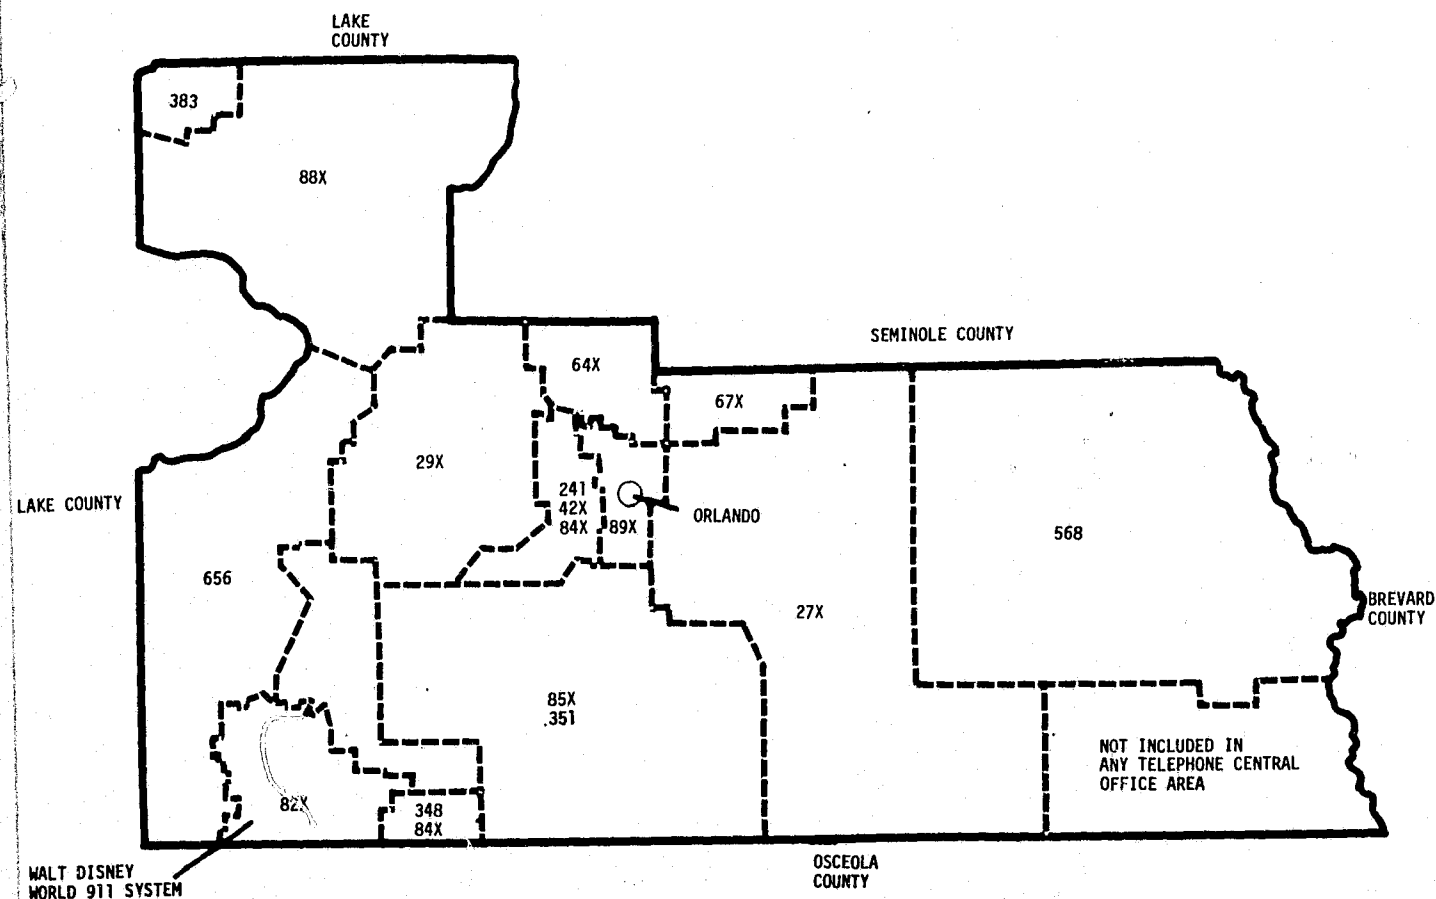 LAKE
COUNTY
383
88X
SEMINOLE COUNTY
64X
67X
29X
LAKE COUNTY
241
42X
84X
89X
ORLANDO
568
656
27X
BREVARD
COUNTY
85X
351
NOT INCLUDED IN
ANY TELEPHONE CENTRAL
OFFICE AREA
82X
348
84X
WALT DISNEY
WORLD 911 SYSTEM
OSCEOLA
COUNTY